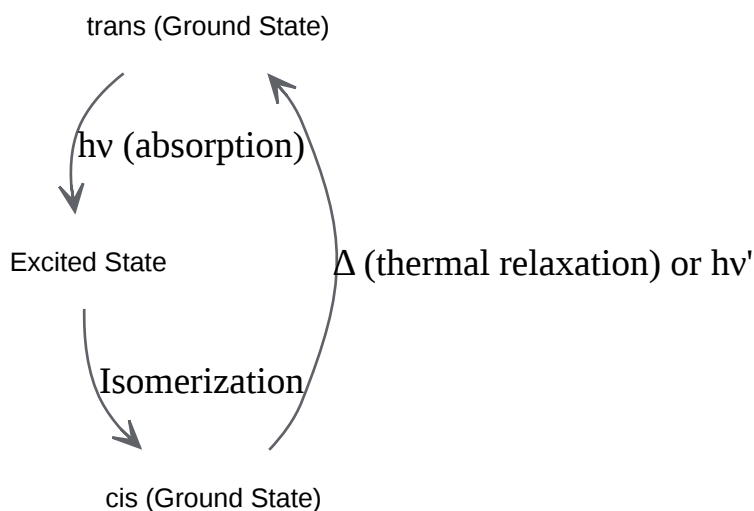 trans (Ground State)
hν (absorption)
Excited State
Δ (thermal relaxation) or hν'
Isomerization
cis (Ground State)